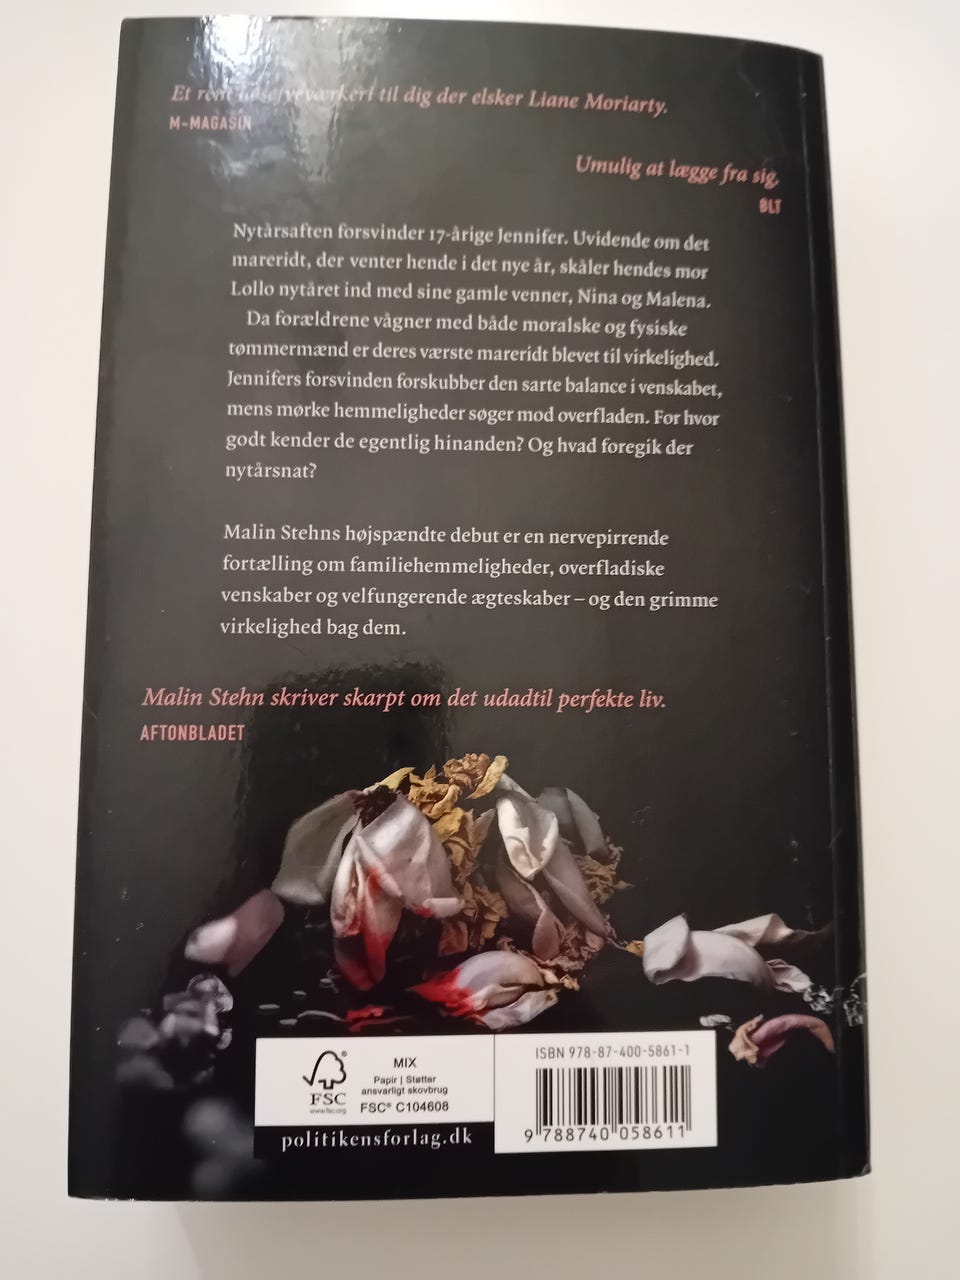 Et rent læseværkeri til dig der elsker Liane Moriarty.
M-MAGASIN
Umulig at lægge fra sig.
BLT
Nytårsaften forsvinder 17-årige Jennifer. Uvidende om det
mareridt, der venter hende i det nye år, skåler hendes mor
Lollo nytåret ind med sine gamle venner, Nina og Malena.
Da forældrene vågner med både moralske og fysiske
tømmermænd er deres værste mareridt blevet til virkelighed.
Jennifers forsvinden forskubber den sarte balance i venskabet,
mens mørke hemmeligheder søger mod overfladen. For hvor
godt kender de egentlig hinanden? Og hvad foregik der
nytårsnat?
Malin Stehns højspændte debut er en nervepirrende
fortælling om familiehemmeligheder, overfladiske
venskaber og velfungerende ægteskaber – og den grimme
virkelighed bag dem.
Malin Stehn skriver skarpt om det udadtil perfekte liv.
AFTONBLADET
FSC®
www.fsc.org
MIX
Papir | Støtter
ansvarligt skovbrug
FSC® C104608
politikensforlag.dk
ISBN 978-87-400-5861-1
9 788740 058611